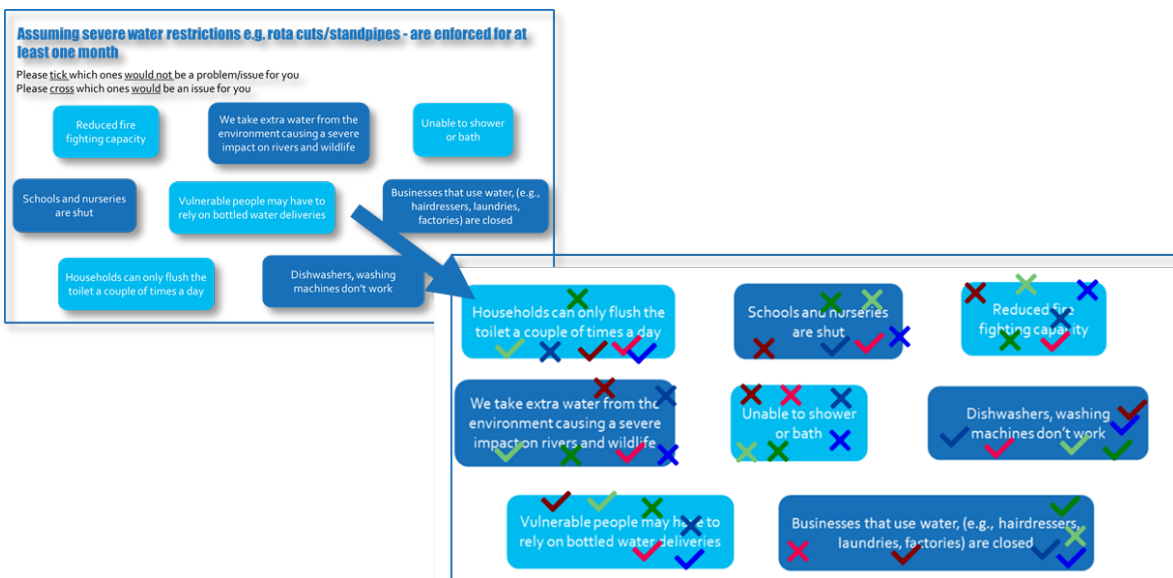 Assuming severe water restrictions e.g. rota cuts/standpipes - are enforced for at
least one month
Please tick which ones would not be a problem/issue for you
Please cross which ones would be an issue for you
Reduced fire
fighting capacity
We take extra water from the
environment causing a severe
impact on rivers and wildlife
Unable to shower
or bath
Schools and nurseries
are shut
Vulnerable people may have to
rely on bottled water deliveries
Businesses that use water, (e.g.,
hairdressers, laundries,
factories) are closed
Households can only flush the
toilet a couple of times a day
Dishwashers, washing
machines don't work
Households can only flush the
toilet a couple of times a day
Schools and nurseries
are shut
Reduced fire
fighting capacity
We take extra water from the
environment causing a severe
impact on rivers and wildlife
Unable to shower
or bath
Dishwashers, washing
machines don't work
Vulnerable people may have to
rely on bottled water deliveries
Businesses that use water, (e.g., hairdressers,
laundries, factories) are closed